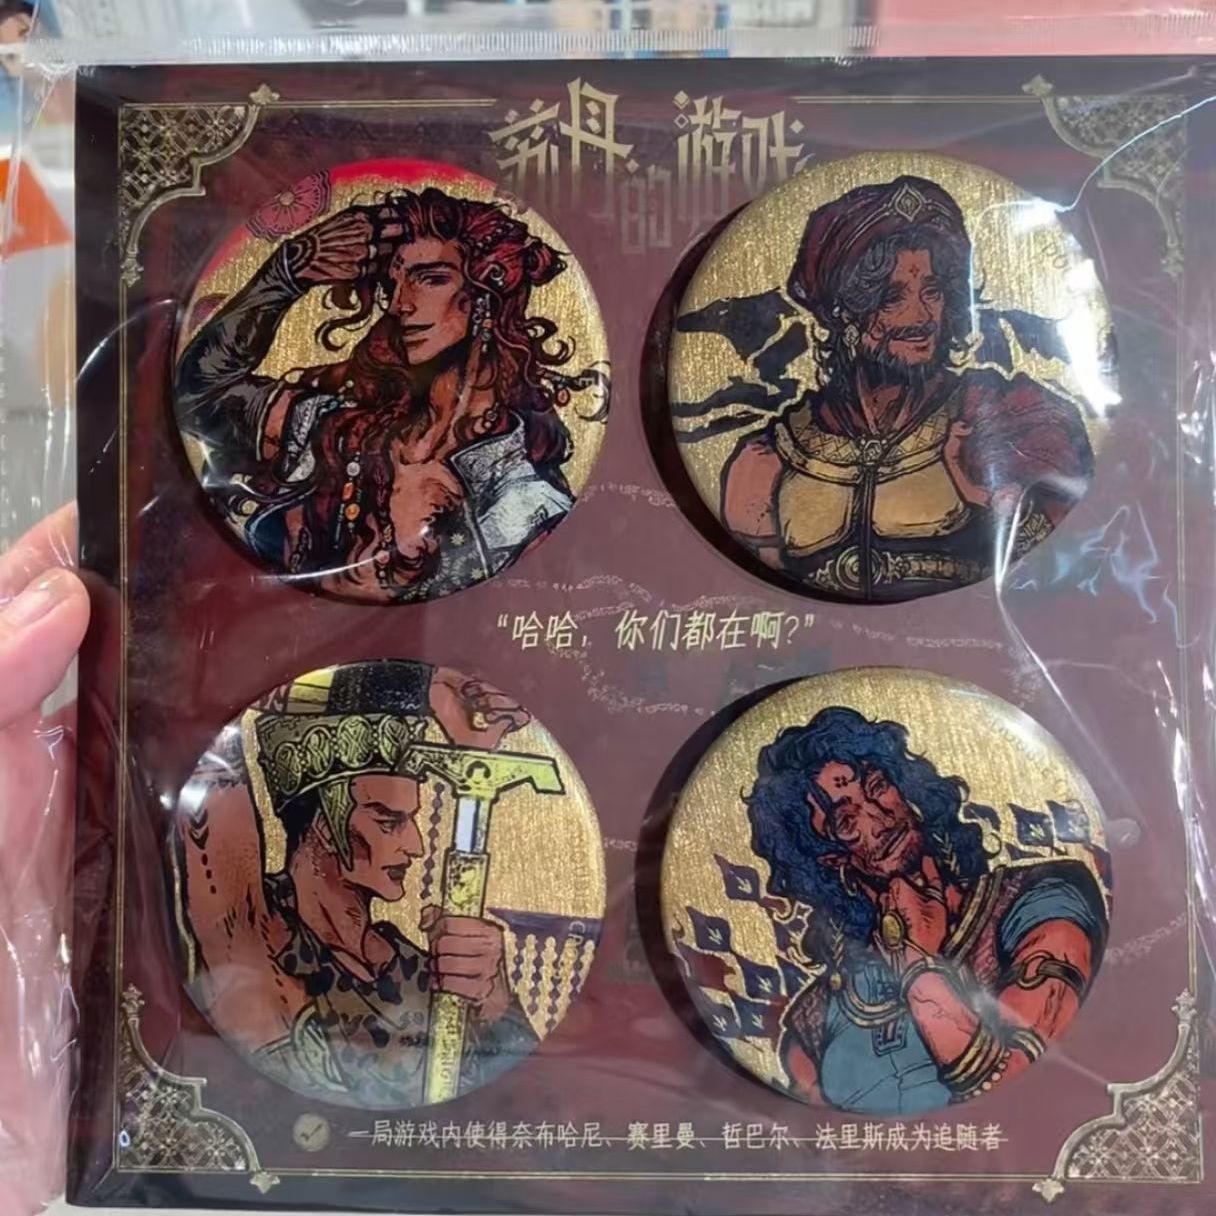 苏丹的游戏
“哈哈，你们都在啊？”
一局游戏内使得奈布哈尼、赛里曼、哲巴尔、法里斯成为追随者